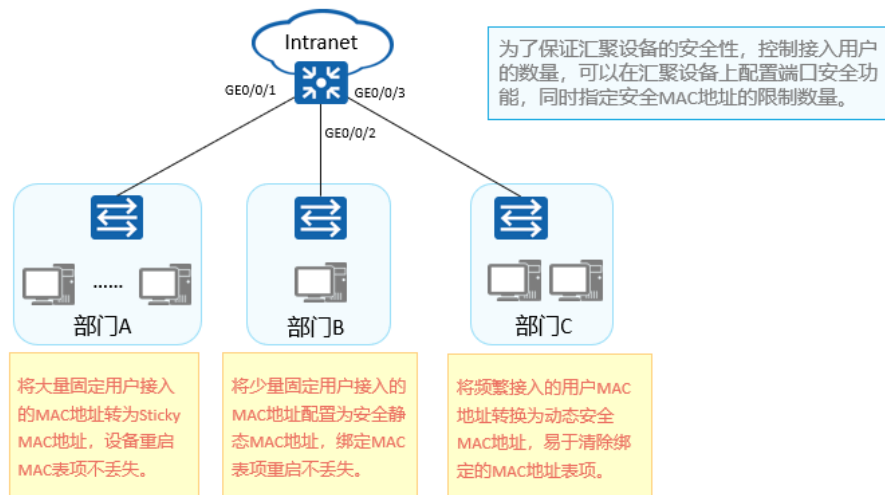 Intranet
为了保证汇聚设备的安全性，控制接入用户
的数量，可以在汇聚设备上配置端口安全功
能，同时指定安全MAC地址的限制数量。
GE0/0/1
GE0/0/3
GE0/0/2
......
部门A
部门B
部门C
将大量固定用户接入
的MAC地址转为Sticky
MAC地址，设备重启
MAC表项不丢失。
将少量固定用户接入的
MAC地址配置为安全静
态MAC地址，绑定MAC
表项重启不丢失。
将频繁接入的用户MAC
地址转换为动态安全
MAC地址，易于清除绑
定的MAC地址表项。